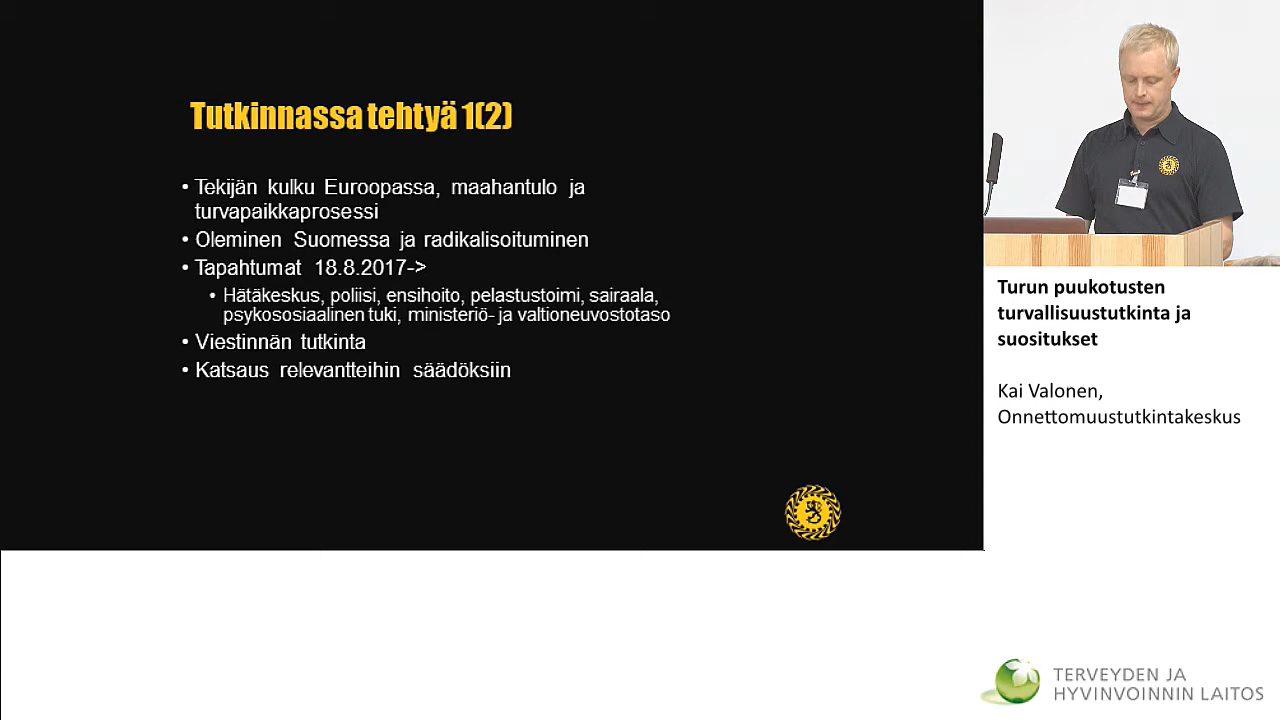 Tutkinnassa tehtyä 1(2)
• Tekijän kulku Euroopassa, maahantulo ja
turvapaikkaprosessi
• Oleminen Suomessa ja radikalisoituminen
• Tapahtumat 18.8.2017->
• Hätäkeskus, poliisi, ensihoito, pelastustoimi, sairaala,
psykososiaalinen tuki, ministeriö- ja valtioneuvostotaso
• Viestinnän tutkinta
• Katsaus relevantteihin säädöksiin
Turun puukotusten
turvallisuustutkinta ja
suositukset
Kai Valonen,
Onnettomuustutkintakeskus
TERVEYDEN JA
HYVINVOINNIN LAITOS